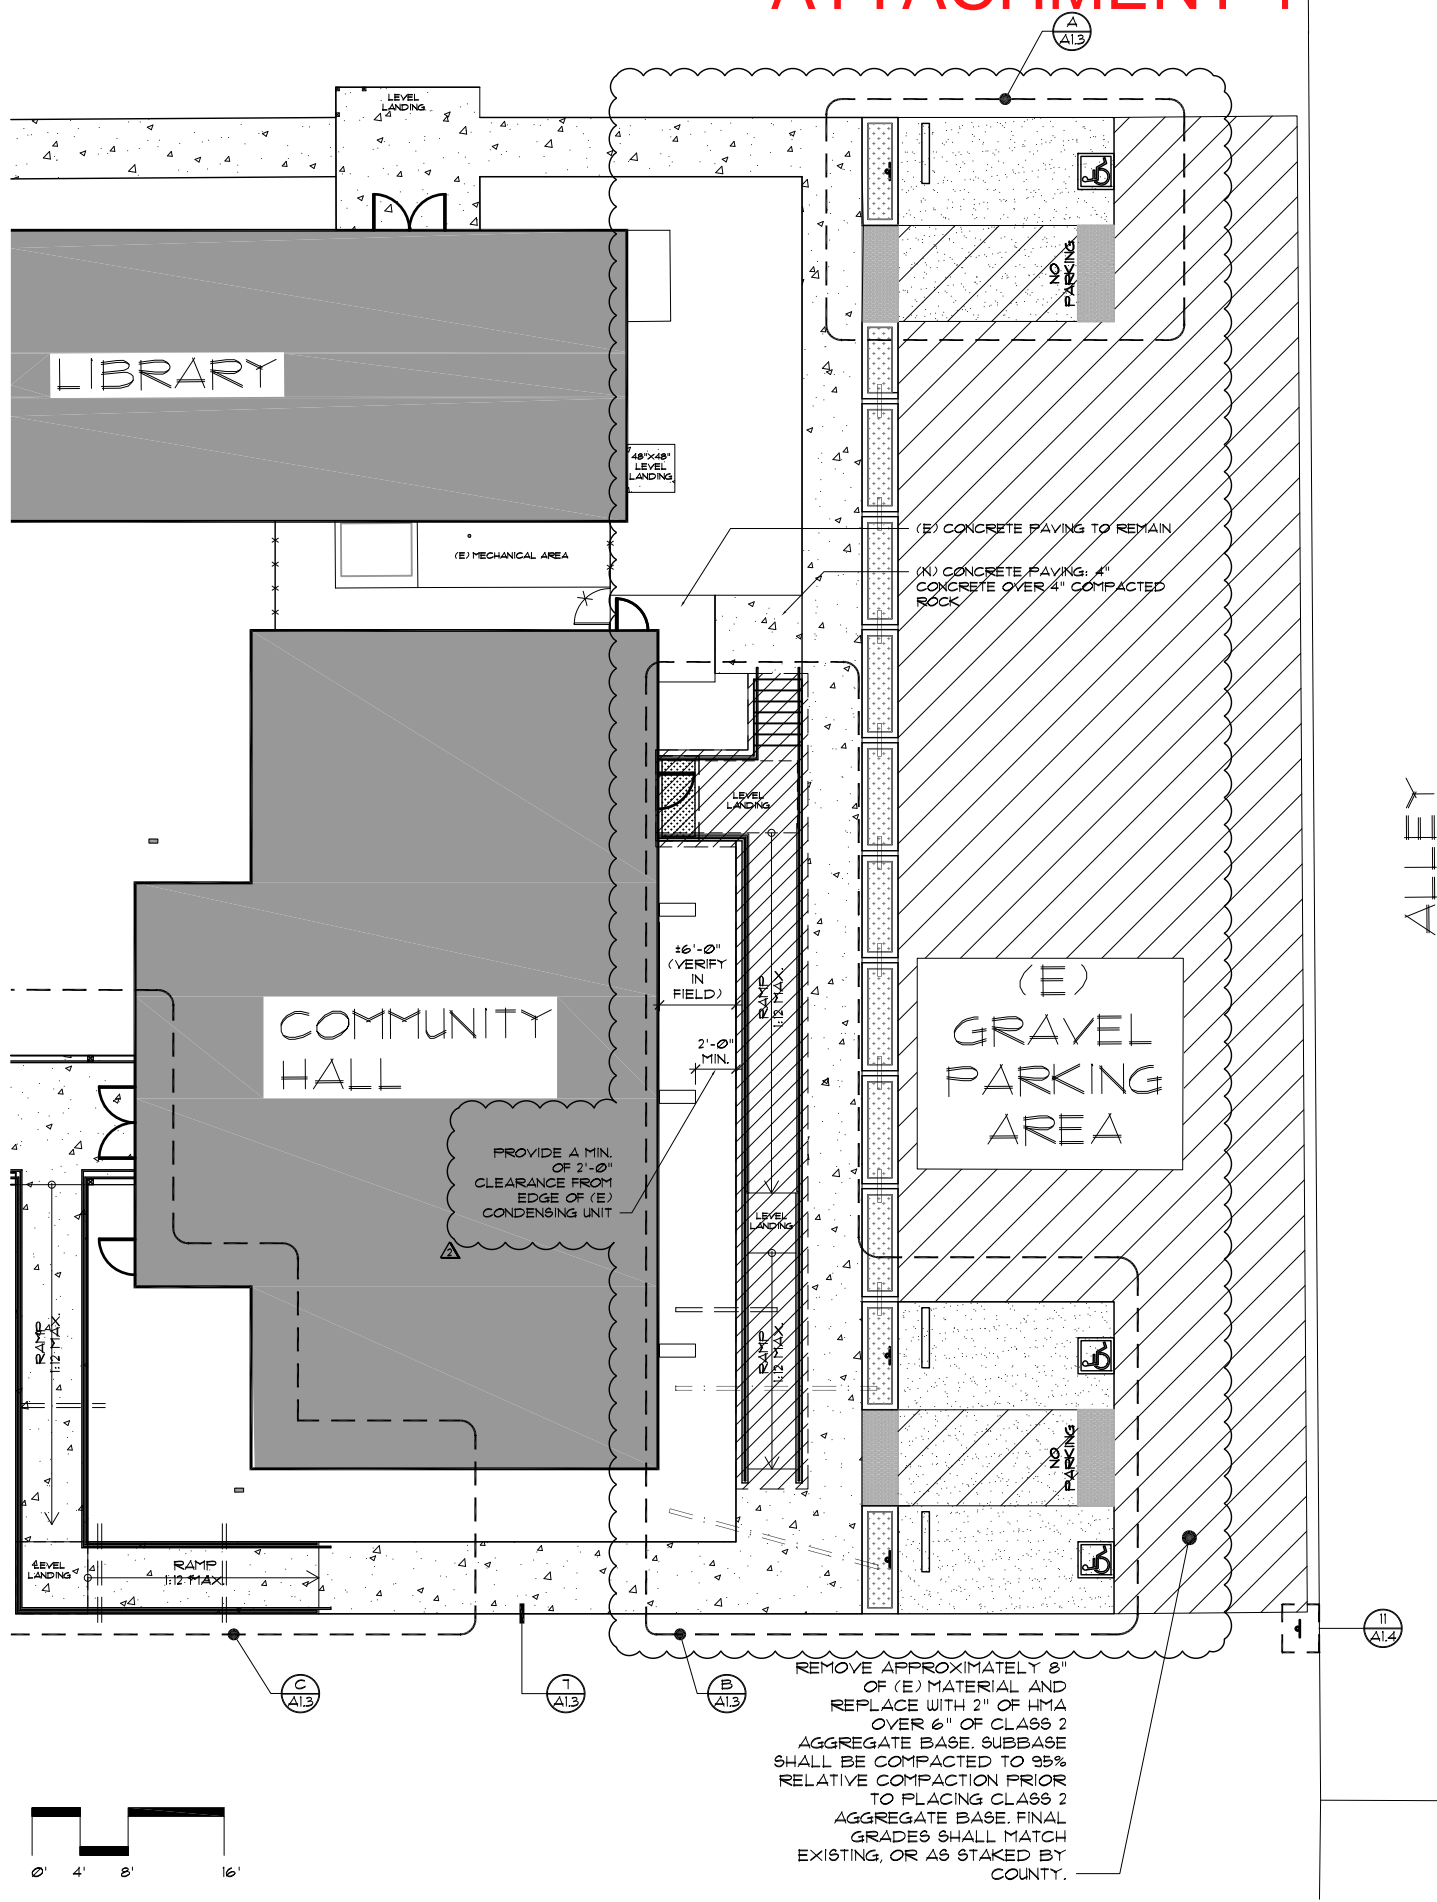 ATTACHMENT 1
A
A1.3
LEVEL
LANDING
NO
PARKING
LIBRARY
48"X48"
LEVEL
LANDING
(E) MECHANICAL AREA
(E) CONCRETE PAVING TO REMAIN
(N) CONCRETE PAVING: 4"
CONCRETE OVER 4" COMPACTED
ROCK
LEVEL
LANDING
ALLEY
±6'-0"
(VERIFY
IN
FIELD)
RAMP
1:12 MAX.
(E)
GRAVEL
PARKING
AREA
COMMUNITY
HALL
2'-0"
MIN.
PROVIDE A MIN.
OF 2'-0"
CLEARANCE FROM
EDGE OF (E)
CONDENSING UNIT
2
LEVEL
LANDING
RAMP
1:12 MAX.
RAMP
1:12 MAX.
NO
PARKING
LEVEL
LANDING
RAMP
1:12 MAX.
11
A1.4
C
A1.3
7
A1.3
B
A1.3
REMOVE APPROXIMATELY 8"
OF (E) MATERIAL AND
REPLACE WITH 2" OF HMA
OVER 6" OF CLASS 2
AGGREGATE BASE. SUBBASE
SHALL BE COMPACTED TO 95%
RELATIVE COMPACTION PRIOR
TO PLACING CLASS 2
AGGREGATE BASE. FINAL
GRADES SHALL MATCH
EXISTING, OR AS STAKED BY
COUNTY.
0' 4' 8' 16'